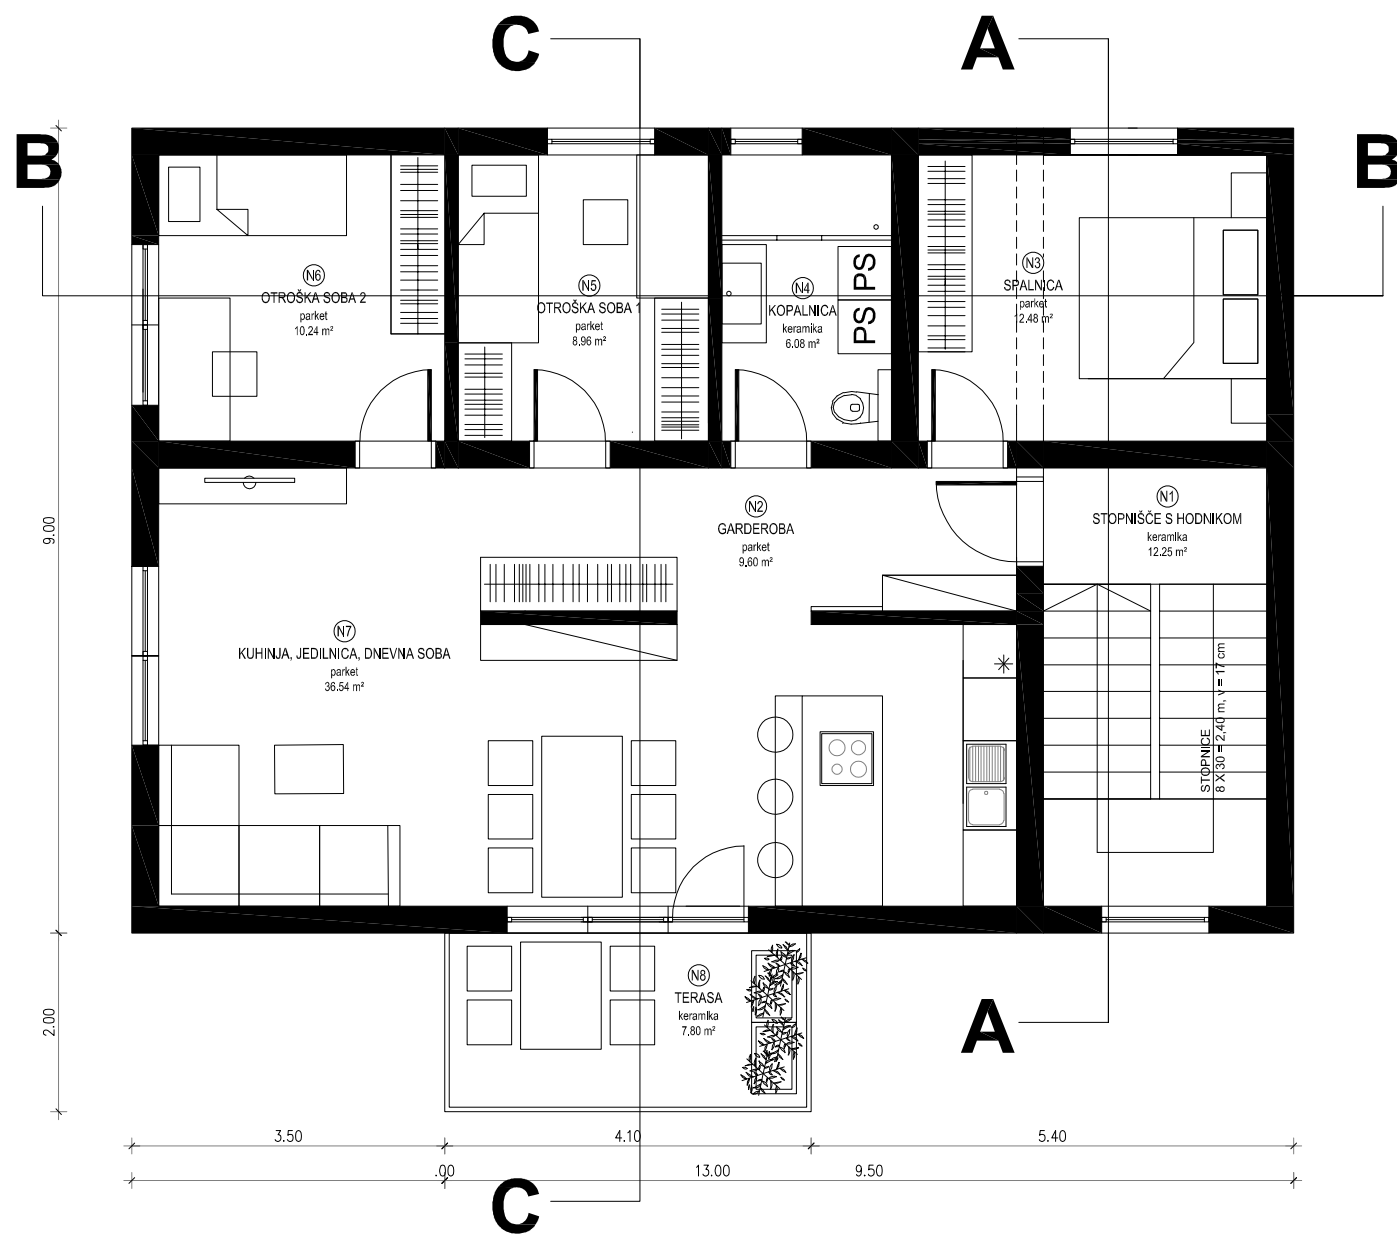 C
A
B
B
N6
OTROŠKA SOBA 2
parket
10.24 m²
N5
OTROŠKA SOBA 1
parket
8.96 m²
N4
KOPALNICA
keramika
6.08 m²
PS
PS
N3
SPALNICA
parket
12.48 m²
N2
GARDEROBA
parket
9.60 m²
N1
STOPNIŠČE S HODNIKOM
keramika
12.25 m²
N7
KUHINJA, JEDILNICA, DNEVNA SOBA
parket
36.54 m²
STOPNICE
8 X 30 = 2,40 m, v = 17 cm
N8
TERASA
keramika
7.80 m²
9.00
2.00
A
3.50
4.10
5.40
.00
13.00
9.50
C